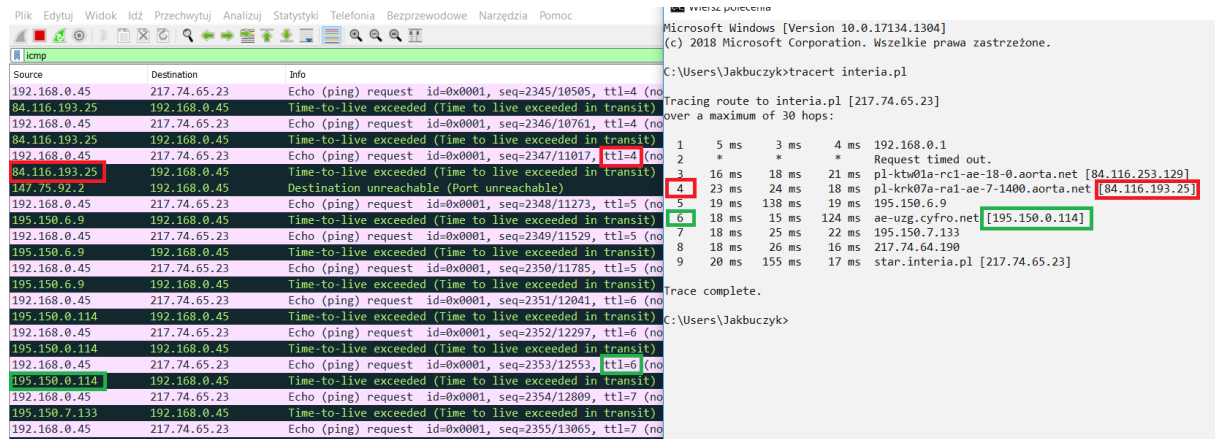 Plik Edytuj Widok Idź Przechwytuj Analizuj Statystyki Telefonia Bezprzewodowe Narzędzia Pomoc
icmp
Source Destination Info
192.168.0.45 217.74.65.23 Echo (ping) request id=0x0001, seq=2345/10505, ttl=4 (no
84.116.193.25 192.168.0.45 Time-to-live exceeded (Time to live exceeded in transit)
192.168.0.45 217.74.65.23 Echo (ping) request id=0x0001, seq=2346/10761, ttl=4 (no
84.116.193.25 192.168.0.45 Time-to-live exceeded (Time to live exceeded in transit)
192.168.0.45 217.74.65.23 Echo (ping) request id=0x0001, seq=2347/11017, ttl=4 (no
84.116.193.25 192.168.0.45 Time-to-live exceeded (Time to live exceeded in transit)
147.75.92.2 192.168.0.45 Destination unreachable (Port unreachable)
192.168.0.45 217.74.65.23 Echo (ping) request id=0x0001, seq=2348/11273, ttl=5 (no
195.150.6.9 192.168.0.45 Time-to-live exceeded (Time to live exceeded in transit)
192.168.0.45 217.74.65.23 Echo (ping) request id=0x0001, seq=2349/11529, ttl=5 (no
195.150.6.9 192.168.0.45 Time-to-live exceeded (Time to live exceeded in transit)
192.168.0.45 217.74.65.23 Echo (ping) request id=0x0001, seq=2350/11785, ttl=5 (no
195.150.6.9 192.168.0.45 Time-to-live exceeded (Time to live exceeded in transit)
192.168.0.45 217.74.65.23 Echo (ping) request id=0x0001, seq=2351/12041, ttl=6 (no
195.150.0.114 192.168.0.45 Time-to-live exceeded (Time to live exceeded in transit)
192.168.0.45 217.74.65.23 Echo (ping) request id=0x0001, seq=2352/12297, ttl=6 (no
195.150.0.114 192.168.0.45 Time-to-live exceeded (Time to live exceeded in transit)
192.168.0.45 217.74.65.23 Echo (ping) request id=0x0001, seq=2353/12553, ttl=6 (no
195.150.0.114 192.168.0.45 Time-to-live exceeded (Time to live exceeded in transit)
192.168.0.45 217.74.65.23 Echo (ping) request id=0x0001, seq=2354/12809, ttl=7 (no
195.150.7.133 192.168.0.45 Time-to-live exceeded (Time to live exceeded in transit)
192.168.0.45 217.74.65.23 Echo (ping) request id=0x0001, seq=2355/13065, ttl=7 (no
Wiersz polecenia
Microsoft Windows [Version 10.0.17134.1304]
(c) 2018 Microsoft Corporation. Wszelkie prawa zastrzeżone.
C:\Users\Jakbuczyk>tracert interia.pl
Tracing route to interia.pl [217.74.65.23]
over a maximum of 30 hops:
1 5 ms 3 ms 4 ms 192.168.0.1
2 * * * Request timed out.
3 16 ms 18 ms 21 ms pl-ktw01a-rc1-ae-18-0.aorta.net [84.116.253.129]
4 23 ms 24 ms 18 ms pl-krk07a-ra1-ae-7-1400.aorta.net [84.116.193.25]
5 19 ms 138 ms 19 ms 195.150.6.9
6 18 ms 15 ms 124 ms ae-uzg.cyfro.net [195.150.0.114]
7 18 ms 25 ms 22 ms 195.150.7.133
8 18 ms 26 ms 16 ms 217.74.64.190
9 20 ms 155 ms 17 ms star.interia.pl [217.74.65.23]
Trace complete.
C:\Users\Jakbuczyk>